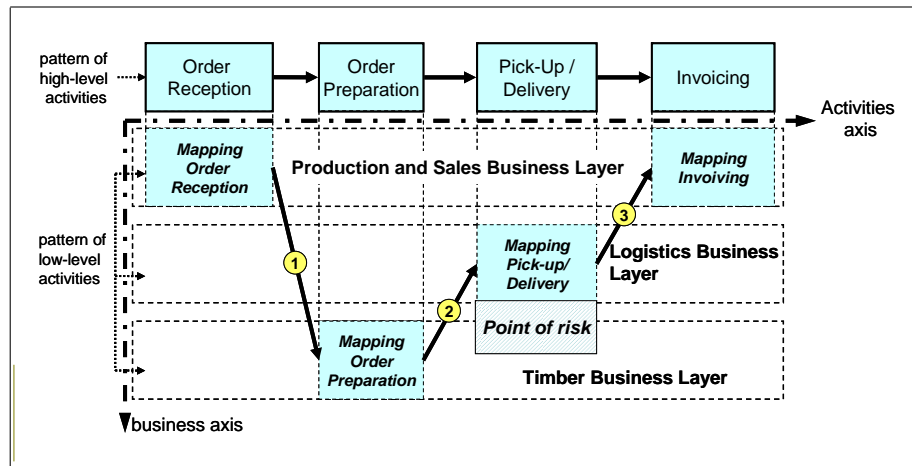 pattern of
high-level
activities
Order
Reception
Order
Preparation
Pick-Up /
Delivery
Invoicing
Activities
axis
Mapping
Order
Reception
Production and Sales Business Layer
Mapping
Invoiving
3
pattern of
low-level
activities
1
Mapping
Pick-up/
Delivery
Logistics Business
Layer
2
Point of risk
Mapping
Order
Preparation
Timber Business Layer
business axis